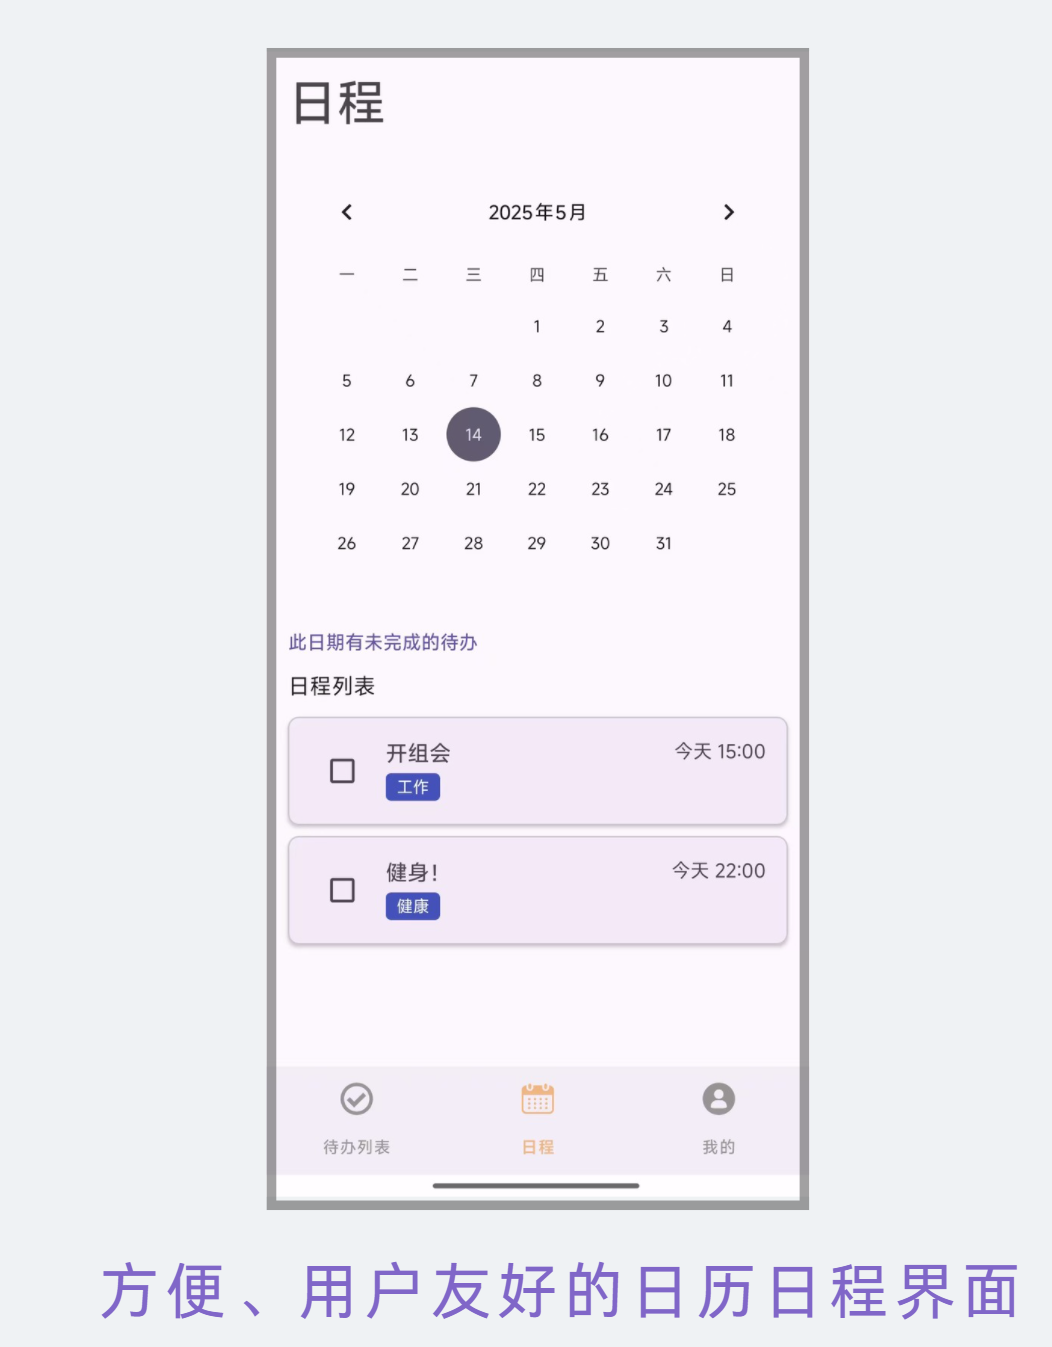 日程
2025年5月
一 二 三 四 五 六 日
1 2 3 4
5 6 7 8 9 10 11
12 13 14 15 16 17 18
19 20 21 22 23 24 25
26 27 28 29 30 31
此日期有未完成的待办
日程列表
开组会 今天 15:00
工作
健身！ 今天 22:00
健康
待办列表 日程 我的
方便、用户友好的日历日程界面